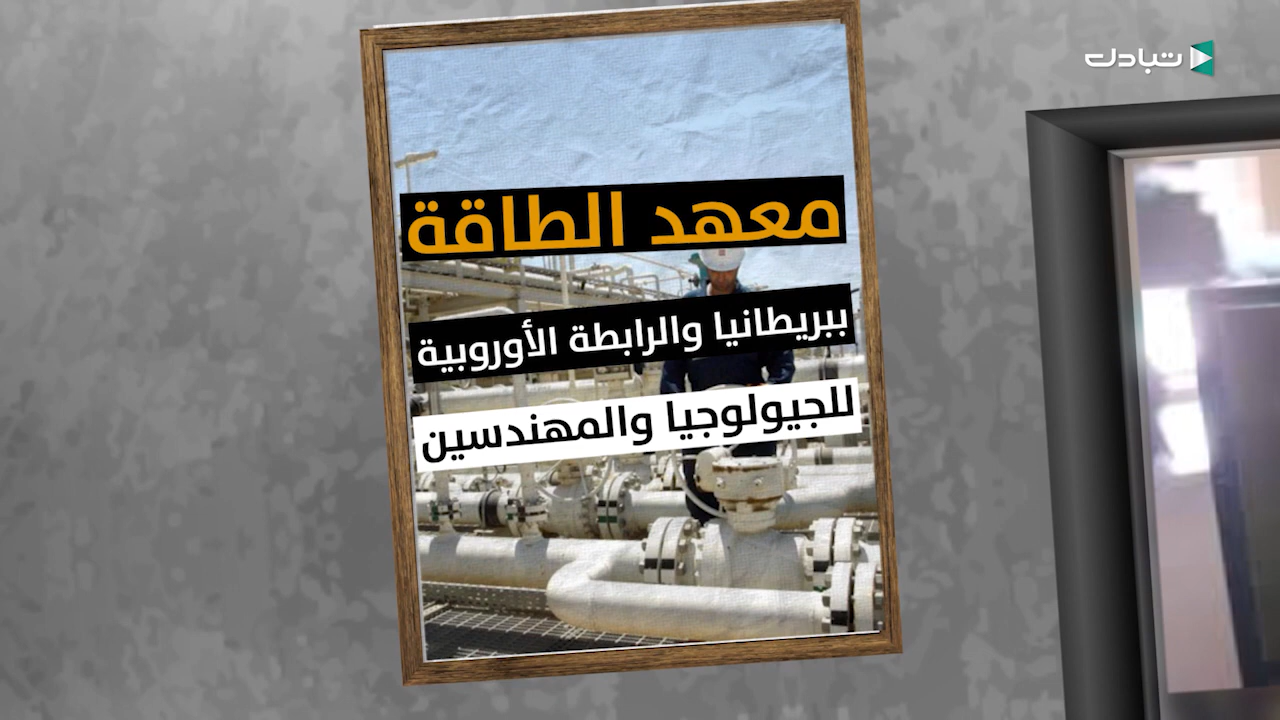 تبادل
معهد الطاقة
ببريطانيا والرابطة الأوروبية
للجيولوجيا والمهندسين